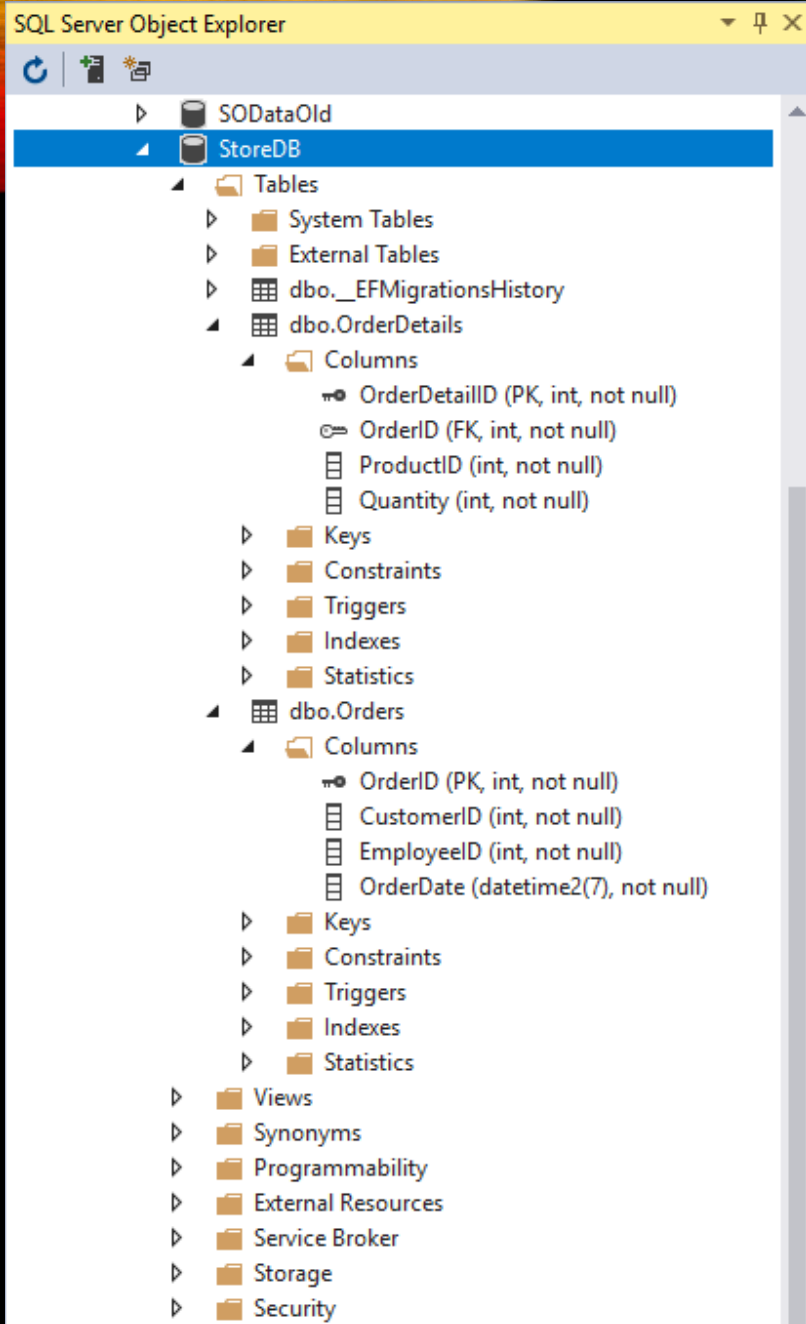 SQL Server Object Explorer
SODataOld
StoreDB
Tables
System Tables
External Tables
dbo.__EFMigrationsHistory
dbo.OrderDetails
Columns
OrderDetailID (PK, int, not null)
OrderID (FK, int, not null)
ProductID (int, not null)
Quantity (int, not null)
Keys
Constraints
Triggers
Indexes
Statistics
dbo.Orders
Columns
OrderID (PK, int, not null)
CustomerID (int, not null)
EmployeeID (int, not null)
OrderDate (datetime2(7), not null)
Keys
Constraints
Triggers
Indexes
Statistics
Views
Synonyms
Programmability
External Resources
Service Broker
Storage
Security